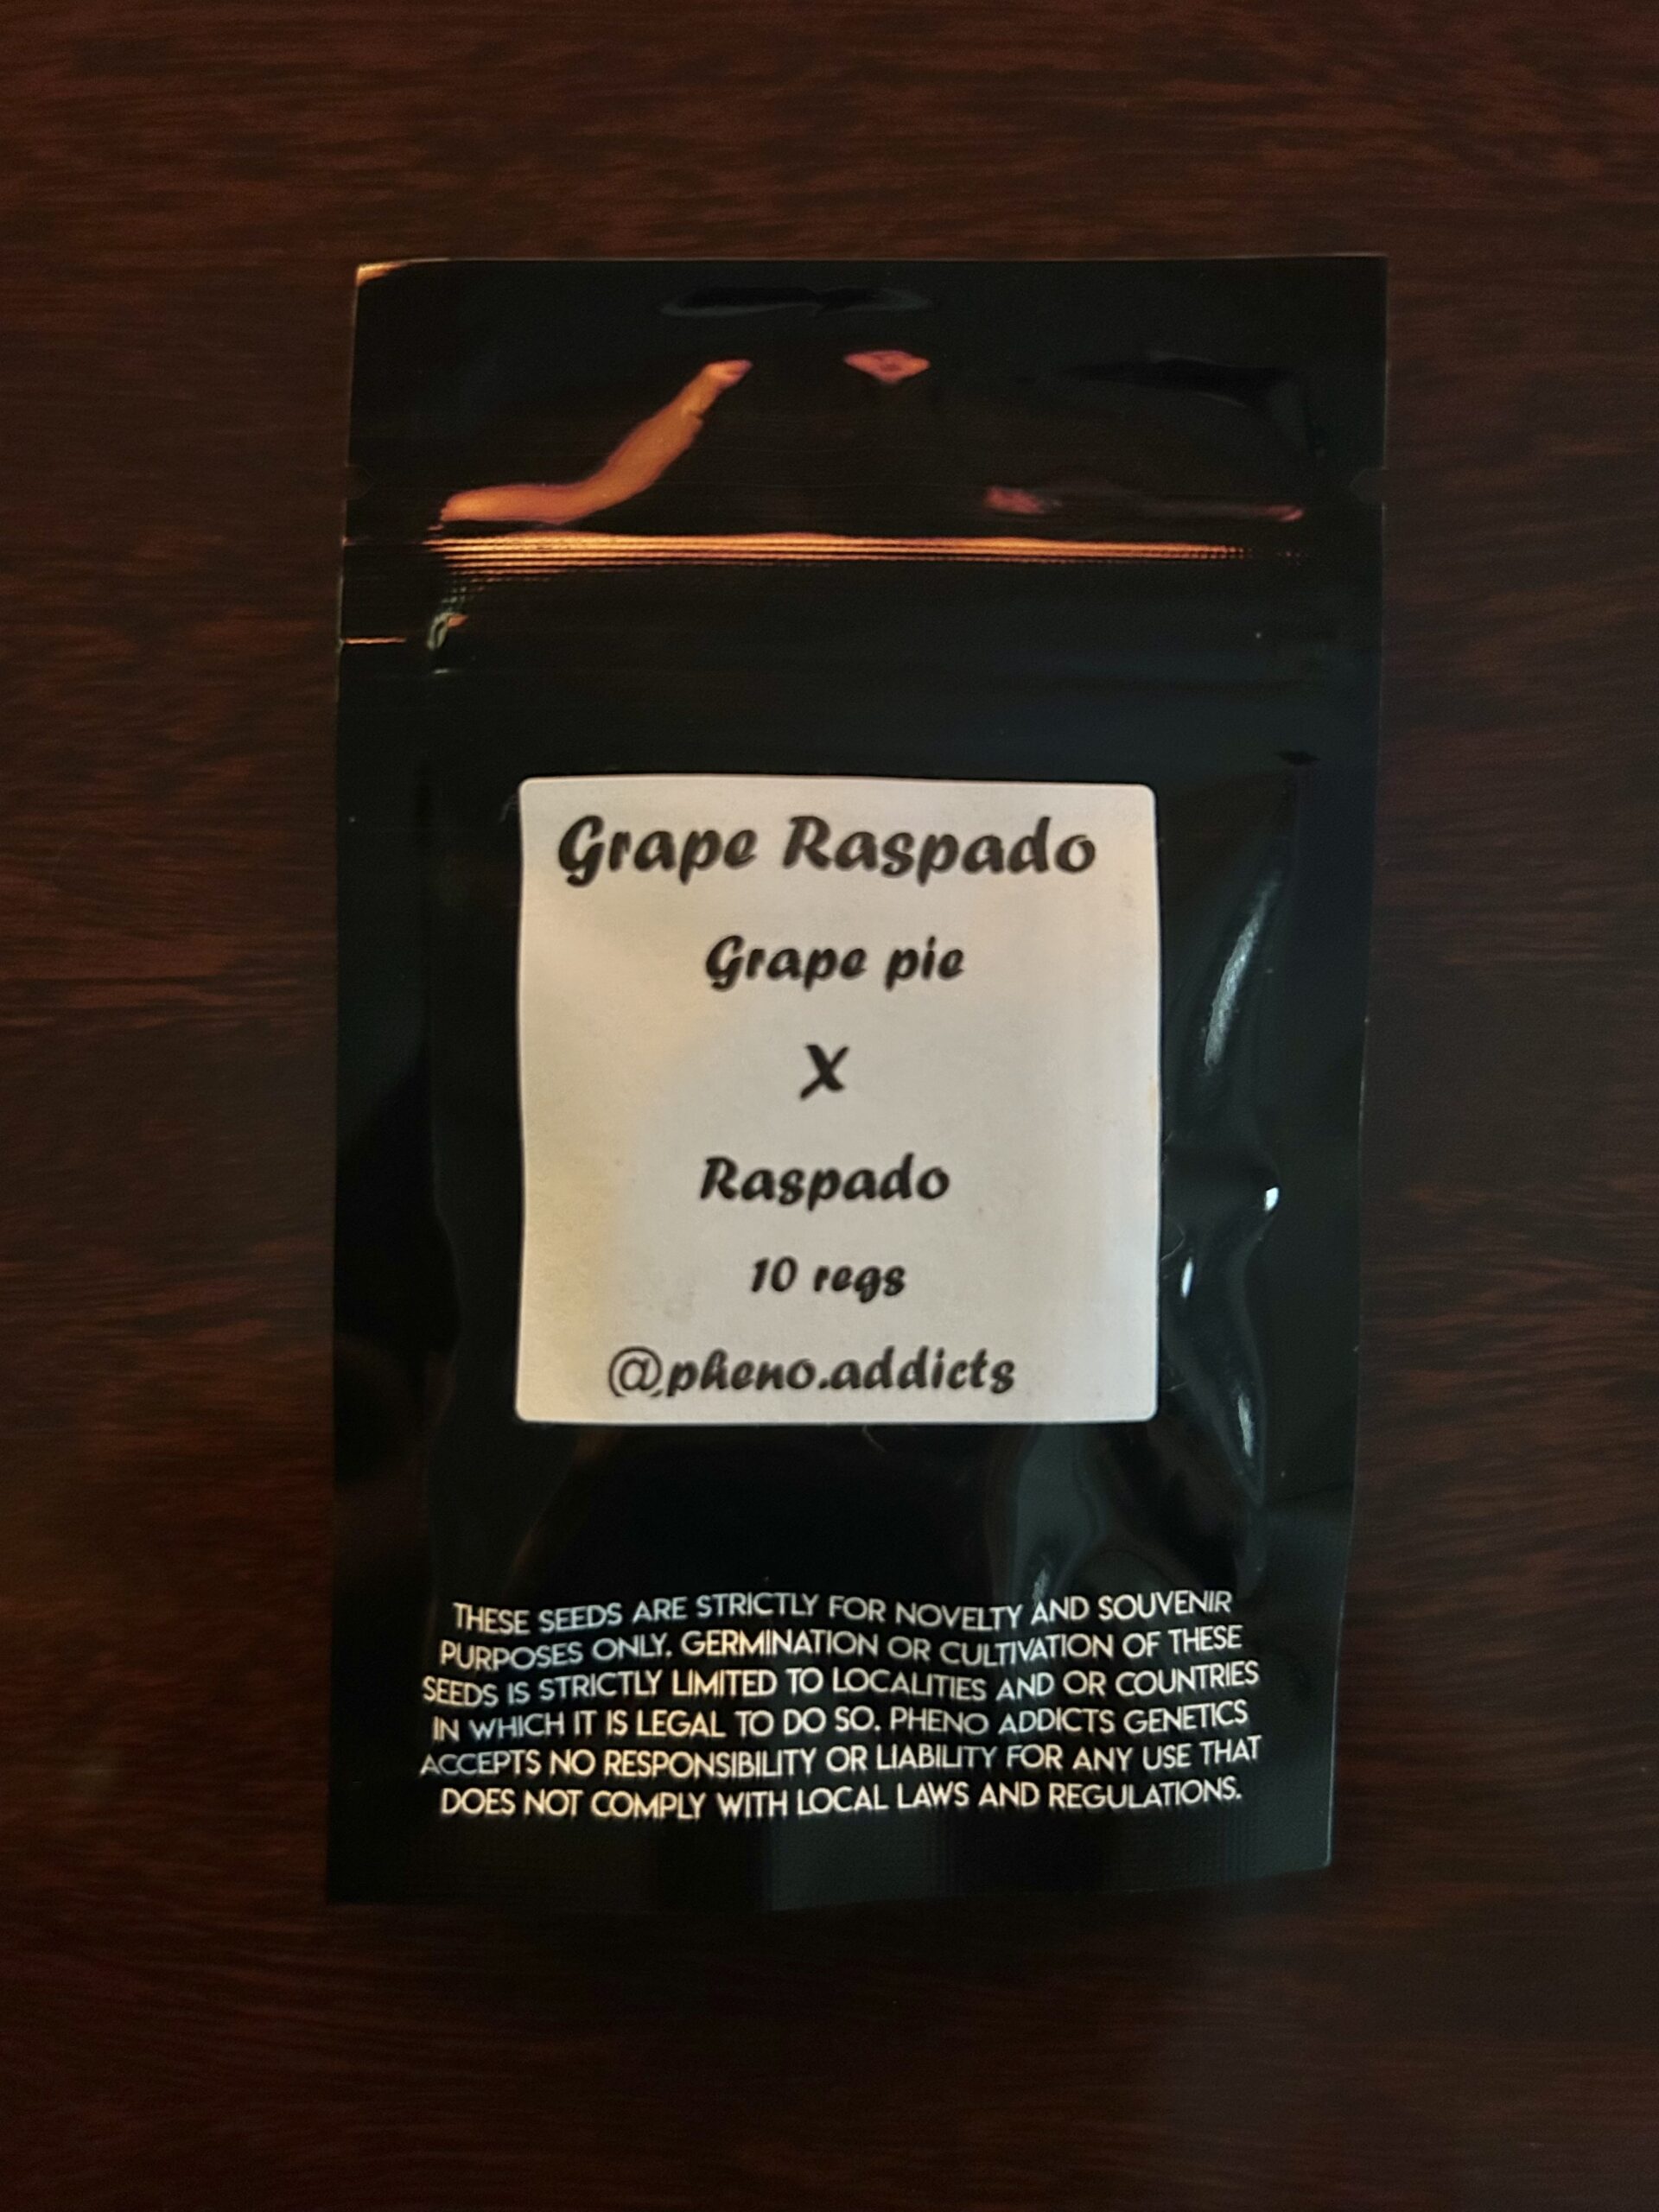 Grape Raspado
Grape pie
X
Raspado
10 regs
@pheno.addicts
THESE SEEDS ARE STRICTLY FOR NOVELTY AND SOUVENIR
PURPOSES ONLY. GERMINATION OR CULTIVATION OF THESE
SEEDS IS STRICTLY LIMITED TO LOCALITIES AND OR COUNTRIES
IN WHICH IT IS LEGAL TO DO SO. PHENO ADDICTS GENETICS
ACCEPTS NO RESPONSIBILITY OR LIABILITY FOR ANY USE THAT
DOES NOT COMPLY WITH LOCAL LAWS AND REGULATIONS.